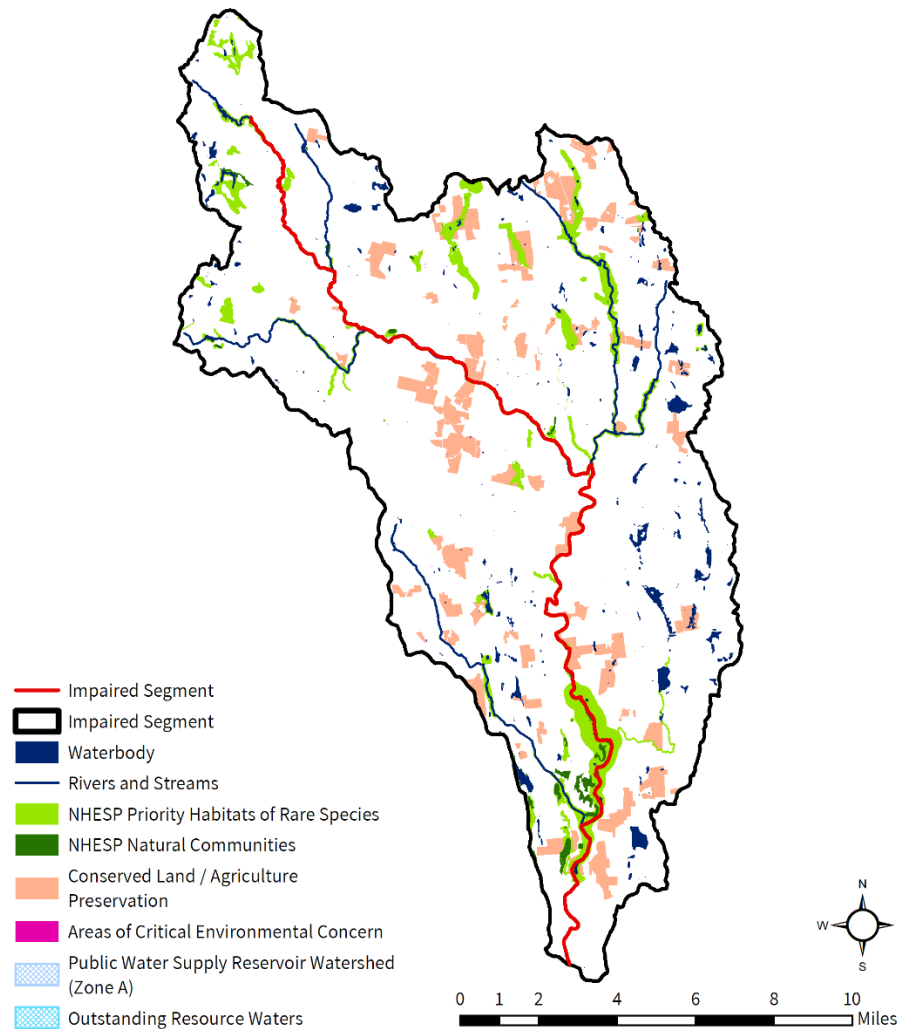 Impaired Segment
Impaired Segment
Waterbody
Rivers and Streams
NHESP Priority Habitats of Rare Species
NHESP Natural Communities
Conserved Land / Agriculture
Preservation
Areas of Critical Environmental Concern
Public Water Supply Reservoir Watershed
(Zone A)
Outstanding Resource Waters
N
W E
S
0 1 2 4 6 8 10
Miles